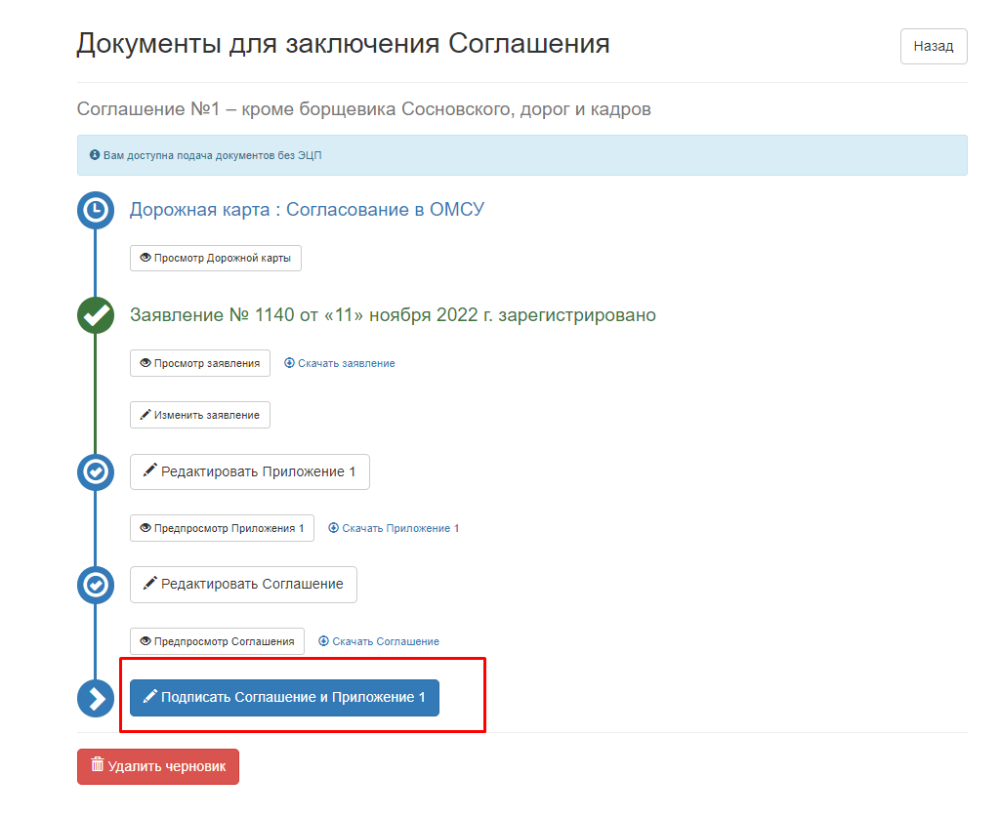 Документы для заключения Соглашения
Назад
Соглашение №1 – кроме борщевика Сосновского, дорог и кадров
Вам доступна подача документов без ЭЦП
Дорожная карта : Согласование в ОМСУ
Просмотр Дорожной карты
Заявление № 1140 от «11» ноября 2022 г. зарегистрировано
Просмотр заявления Скачать заявление
Изменить заявление
Редактировать Приложение 1
Предпросмотр Приложения 1 Скачать Приложение 1
Редактировать Соглашение
Предпросмотр Соглашения Скачать Соглашение
Подписать Соглашение и Приложение 1
Удалить черновик